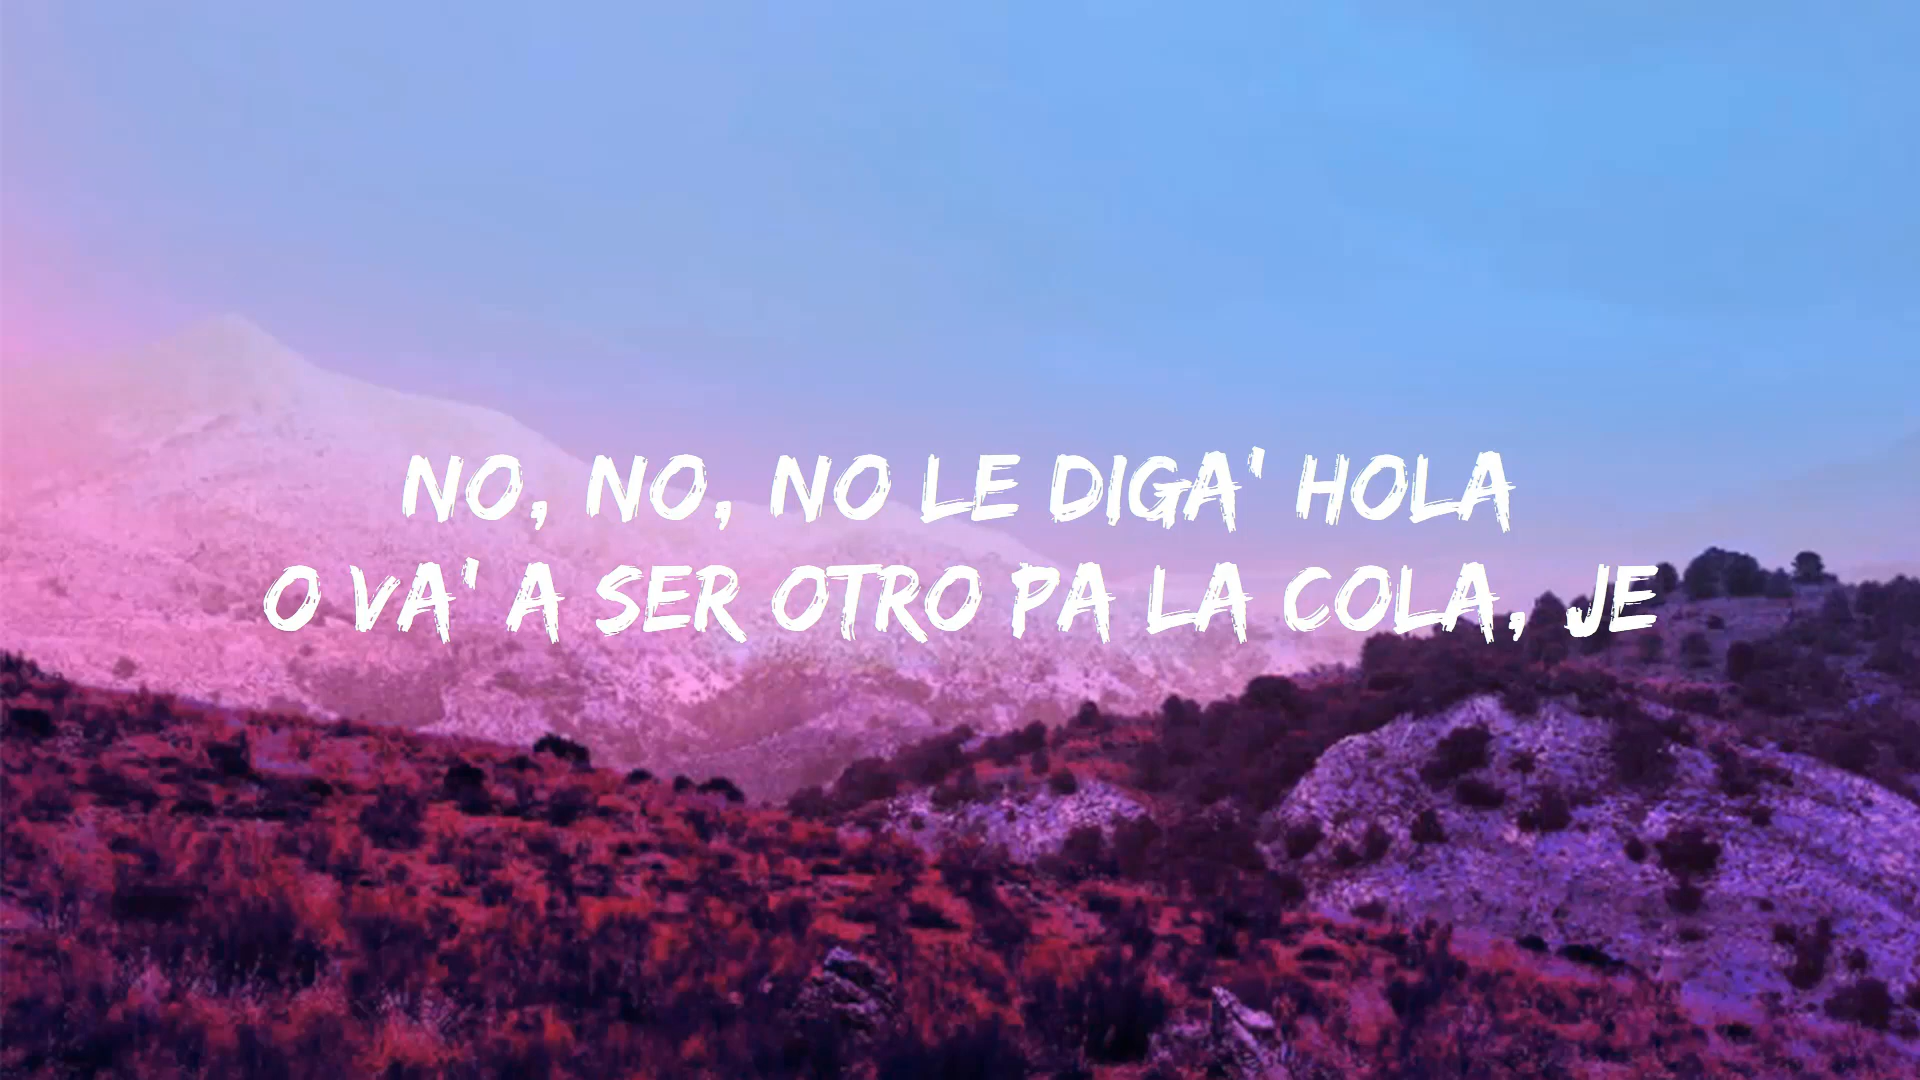 NO, NO, NO LE DIGA' HOLA
O VA' A SER OTRO PA LA COLA, JE